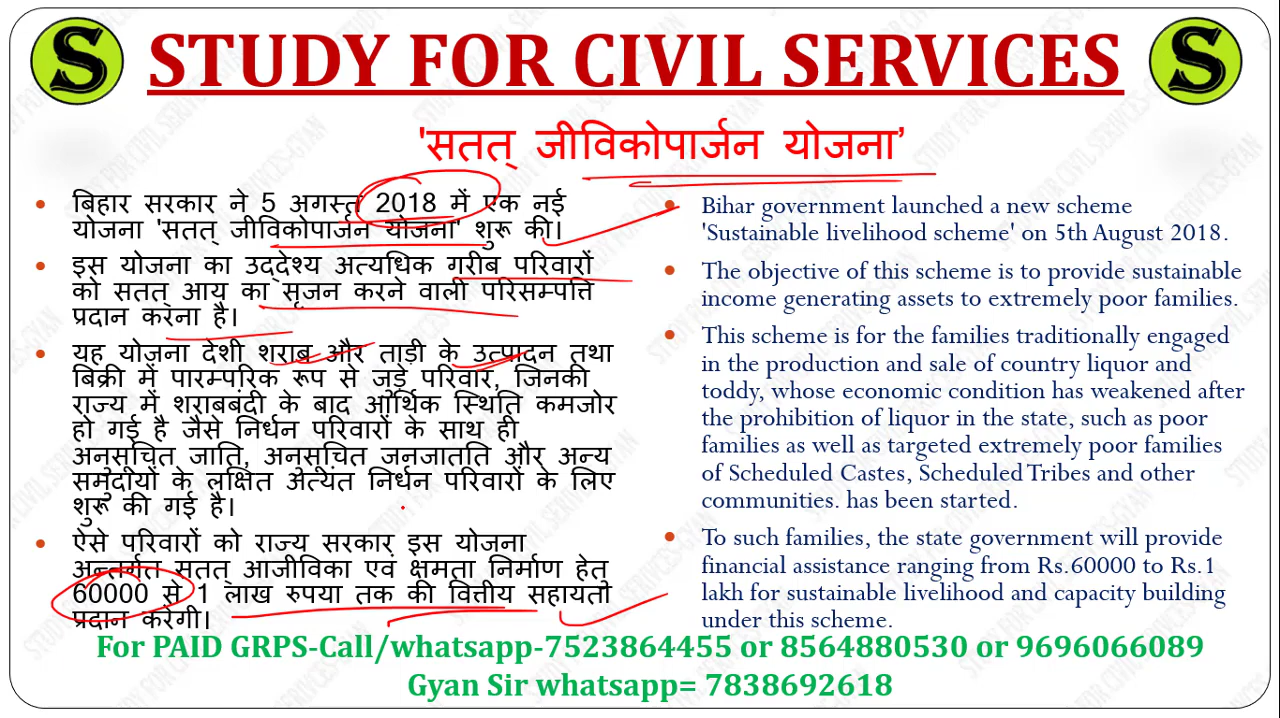 S STUDY FOR CIVIL SERVICES S
'सतत् जीविकोपार्जन योजना’
• बिहार सरकार ने 5 अगस्त 2018 में एक नई
योजना 'सतत् जीविकोपार्जन योजना" शुरू की।
• इस योजना का उद्देश्य अत्यधिक गरीब परिवारों
को सतत् आय का सृजन करने वाली परिसम्पत्ति
प्रदान करना है।
• यह योजना देशी शराब और ताड़ी के उत्पादन तथा
बिक्री में पारम्परिक रूप से जुड़े परिवार, जिनकी
राज्य में शराबबंदी के बाद आर्थिक स्थिति कमजोर
हो गई है जैसे निर्धन परिवारों के साथ ही
अनुसूचित जाति, अनुसूचित जनजातति और अन्य
समुदायों के लक्षित अत्यंत निर्धन परिवारों के लिए
शुरू की गई है।
• ऐसे परिवारों को राज्य सरकार इस योजना
अन्तर्गत सतत् आजीविका एवं क्षमता निर्माण हेतु
60000 से 1 लाख रुपया तक की वित्तीय सहायता
प्रदान करेगी।
• Bihar government launched a new scheme
'Sustainable livelihood scheme' on 5th August 2018.
• The objective of this scheme is to provide sustainable
income generating assets to extremely poor families.
• This scheme is for the families traditionally engaged
in the production and sale of country liquor and
toddy, whose economic condition has weakened after
the prohibition of liquor in the state, such as poor
families as well as targeted extremely poor families
of Scheduled Castes, Scheduled Tribes and other
communities. has been started.
• To such families, the state government will provide
financial assistance ranging from Rs.60000 to Rs.1
lakh for sustainable livelihood and capacity building
under this scheme.
For PAID GRPS-Call/whatsapp-7523864455 or 8564880530 or 9696066089
Gyan Sir whatsapp= 7838692618